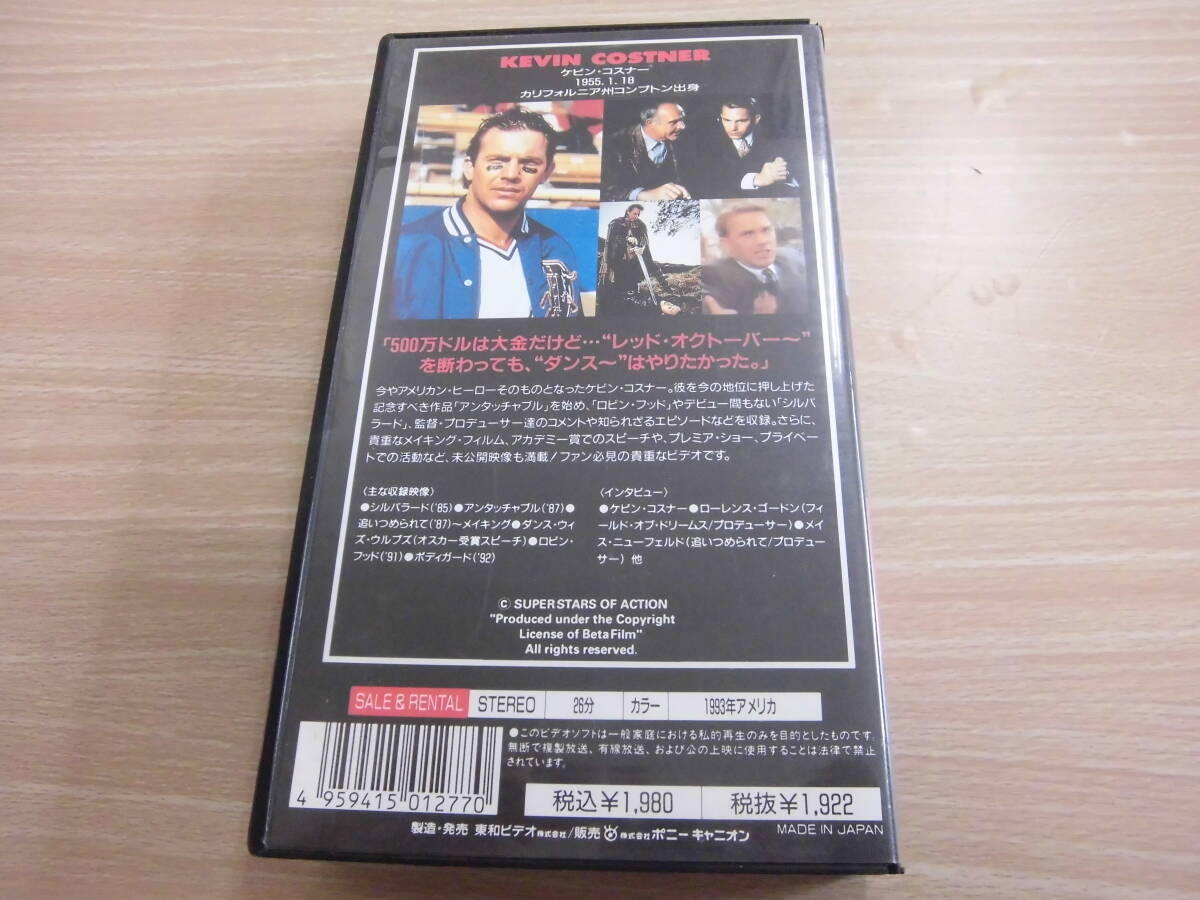 KEVIN COSTNER
ケビン・コスナー
1955. 1. 18
カリフォルニア州コンプトン出身
「500万ドルは大金だけど…“レッド・オクトーバー〜”
を断わっても、“ダンス〜”はやりたかった。」
今やアメリカン・ヒーローそのものとなったケビン・コスナー。彼を今の地位に押し上げた
記念すべき作品「アンタッチャブル」を始め、「ロビン・フッド」やデビュー間もない「シルバ
ラード」、監督・プロデューサー達のコメントや知られざるエピソードなどを収録。さらに、
貴重なメイキング・フィルム、アカデミー賞でのスピーチや、プレミア・ショー、プライベー
トでの活動など、未公開映像も満載!ファン必見の貴重なビデオです。
〈主な収録映像〉
●シルバラード('85)●アンタッチャブル('87)●
追いつめられて('87)〜メイキング●ダンス・ウィ
ズ・ウルブズ(オスカー受賞スピーチ)●ロビン・
フッド('91)●ボディガード('92)
〈インタビュー〉
●ケビン・コスナー●ローレンス・ゴードン(フィ
ールド・オブ・ドリームス/プロデューサー)●メイ
ス・ニューフェルド(追いつめられて/プロデュー
サー)他
© SUPERSTARS OF ACTION
"Produced under the Copyright
License of BetaFilm"
All rights reserved.
SALE & RENTAL STEREO 26分 カラー 1993年アメリカ
●このビデオソフトは一般家庭における私的再生のみを目的としたものです。
無断で複製放送、有線放送、および公の上映に使用することは法律で禁止
されています。
4 959415 012770
税込¥1,980 税抜¥1,922
製造・発売 東和ビデオ株式会社/販売 株式会社ポニーキャニオン
MADE IN JAPAN